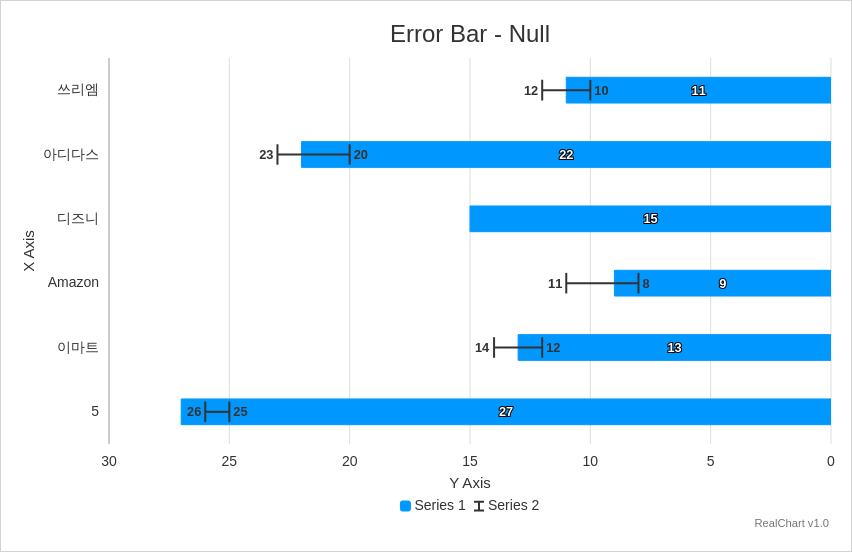 Error Bar - Null
쓰리엠 12 10 11
아디다스 23 20 22
디즈니 15
X Axis
Amazon 11 8 9
이마트 14 12 13
5 26 25 27
30 25 20 15 10 5 0
Y Axis
Series 1 Series 2
RealChart v1.0